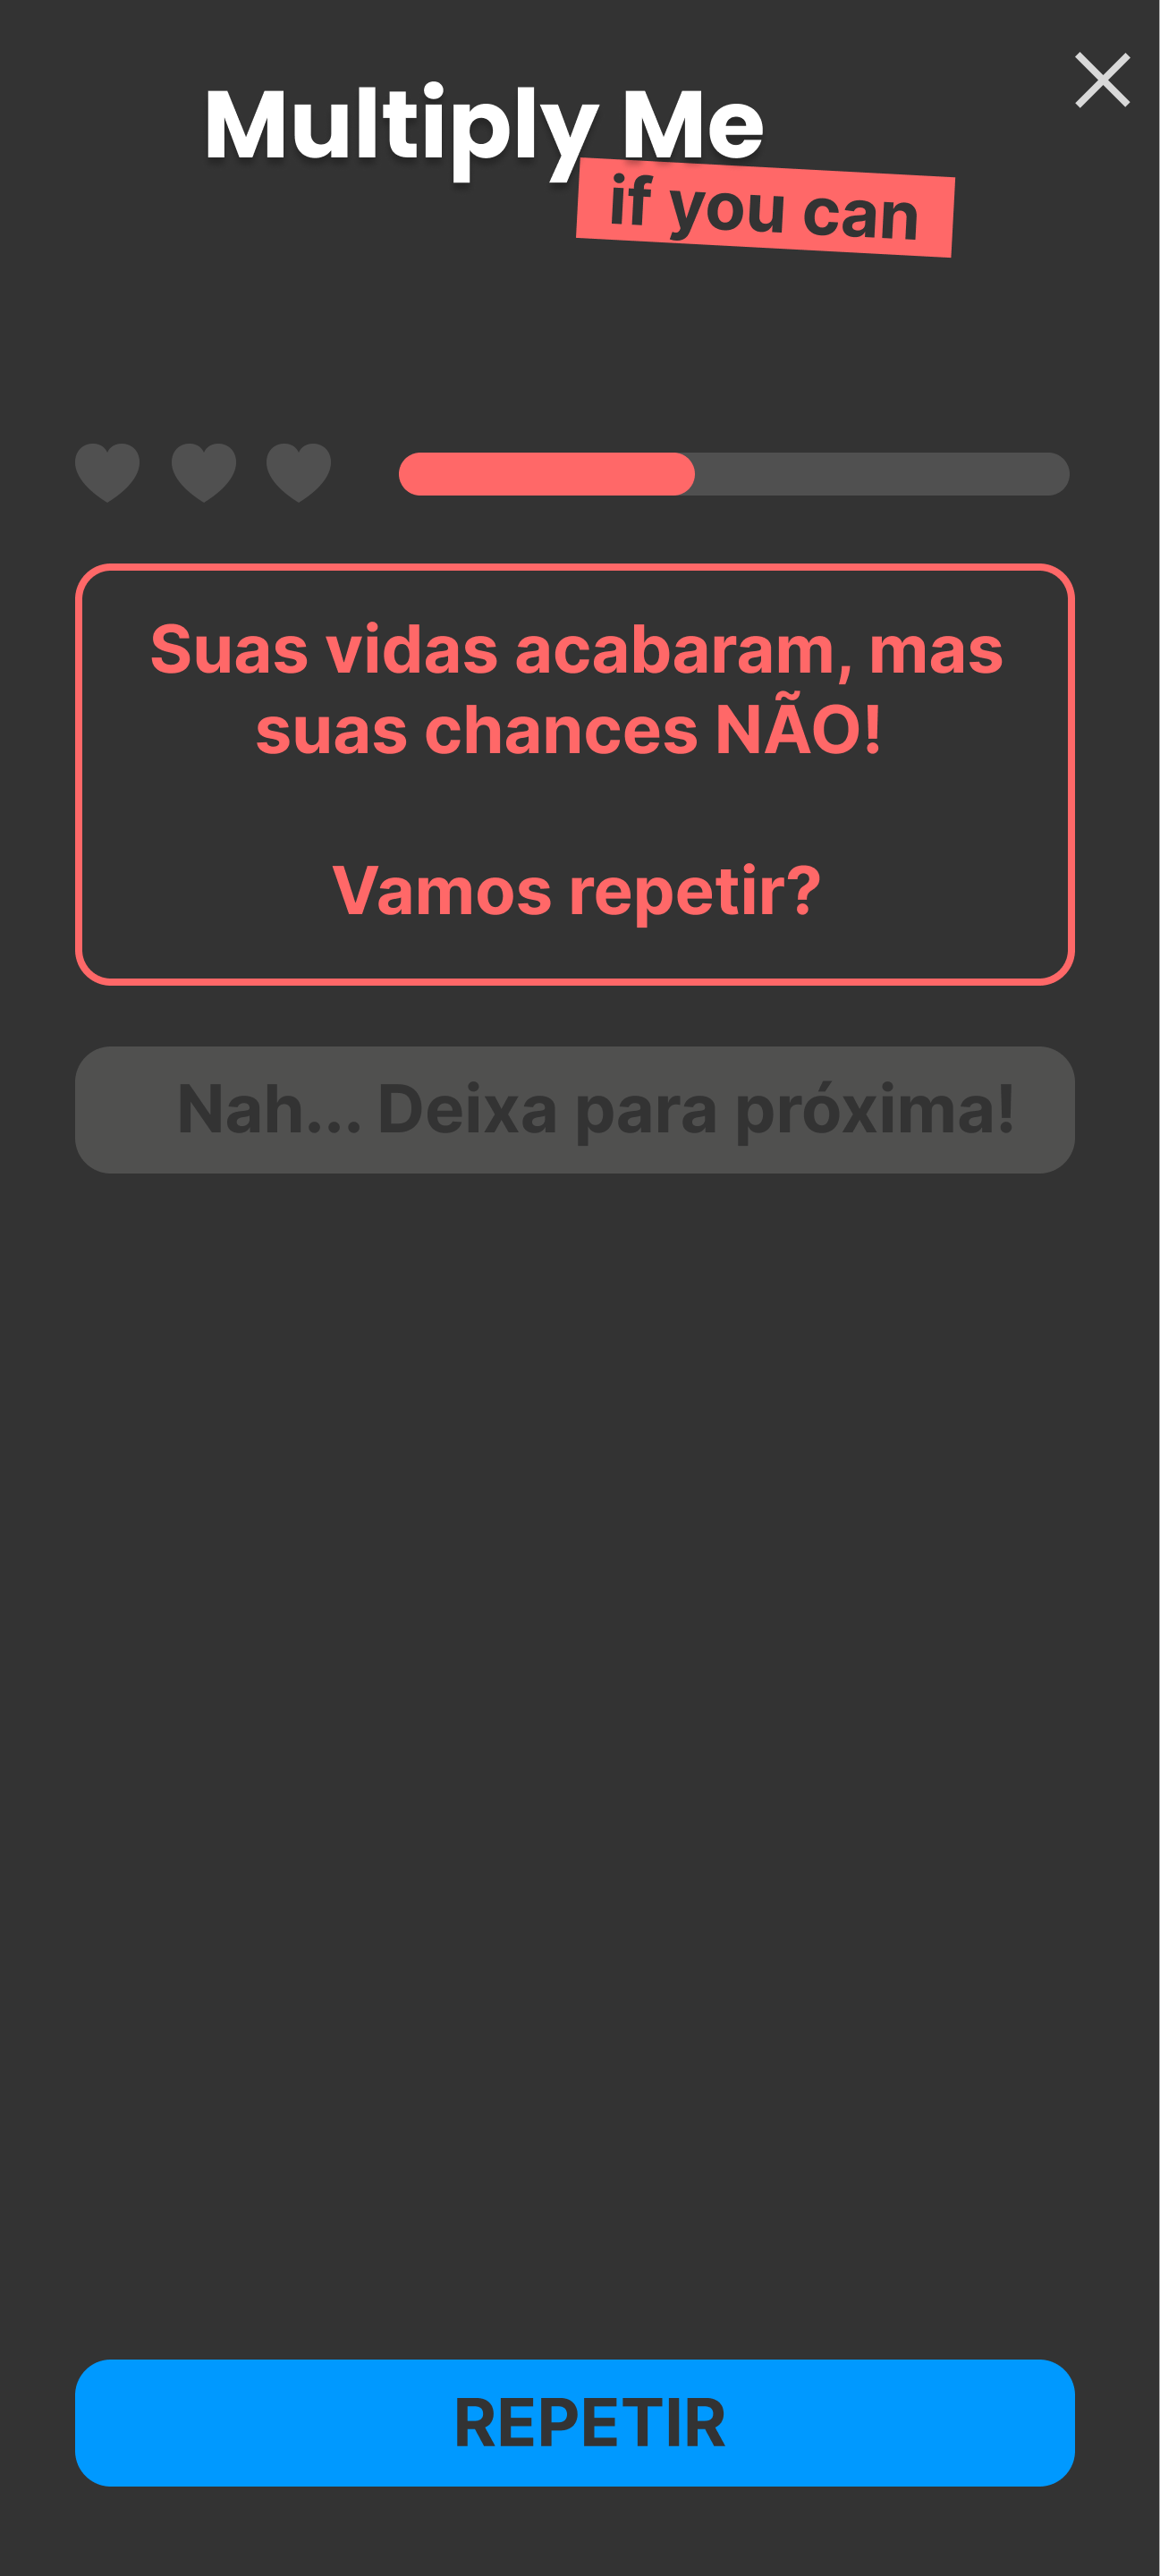 Multiply Me
if you can
Suas vidas acabaram, mas
suas chances NÃO!
Vamos repetir?
Nah... Deixa para próxima!
REPETIR